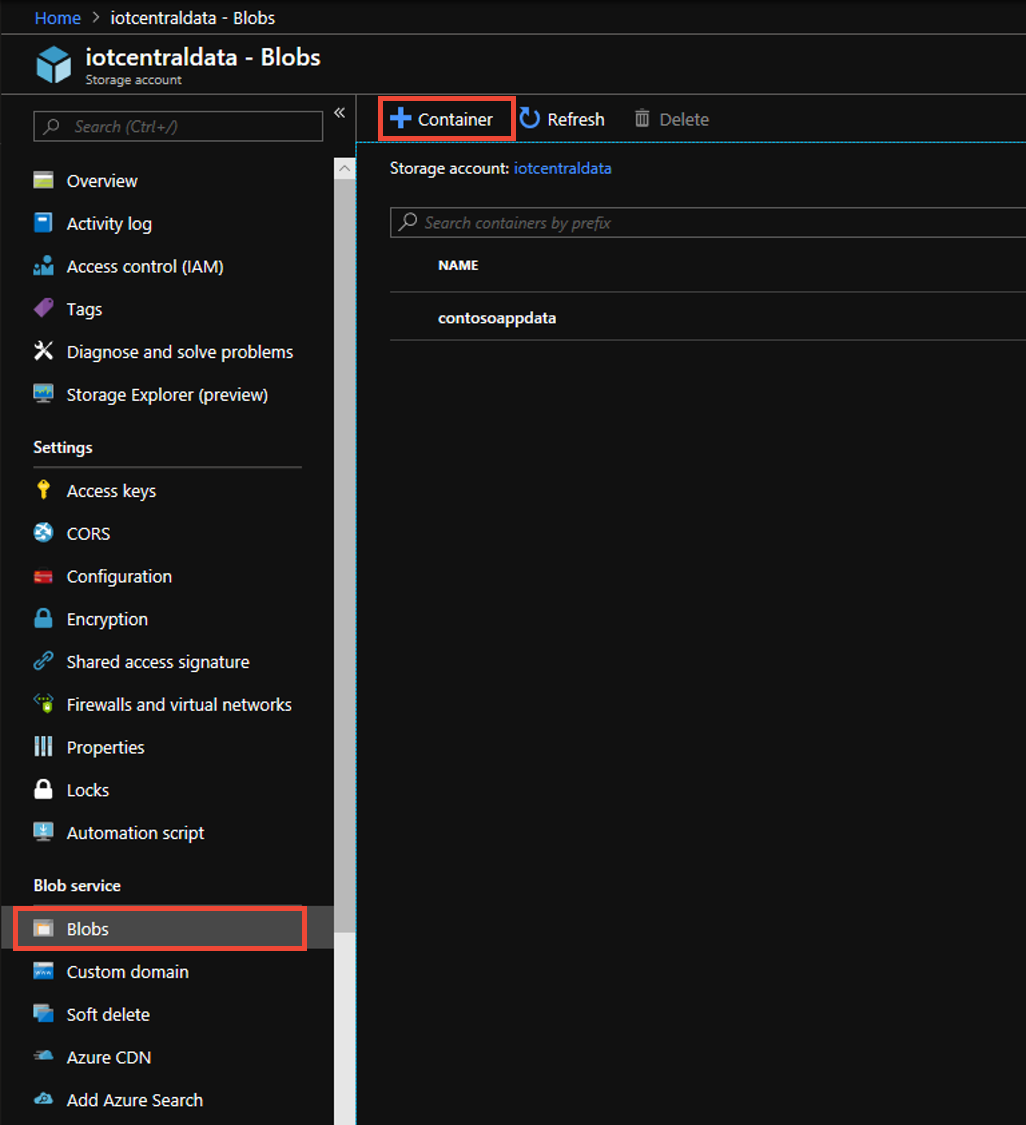 Home > iotcentraldata - Blobs
iotcentraldata - Blobs
Storage account
Search (Ctrl+/)
«
Overview
Activity log
Access control (IAM)
Tags
Diagnose and solve problems
Storage Explorer (preview)
Settings
Access keys
CORS
Configuration
Encryption
Shared access signature
Firewalls and virtual networks
Properties
Locks
Automation script
Blob service
Blobs
Custom domain
Soft delete
Azure CDN
Add Azure Search
Container Refresh Delete
Storage account: iotcentraldata
Search containers by prefix
NAME
contosoappdata